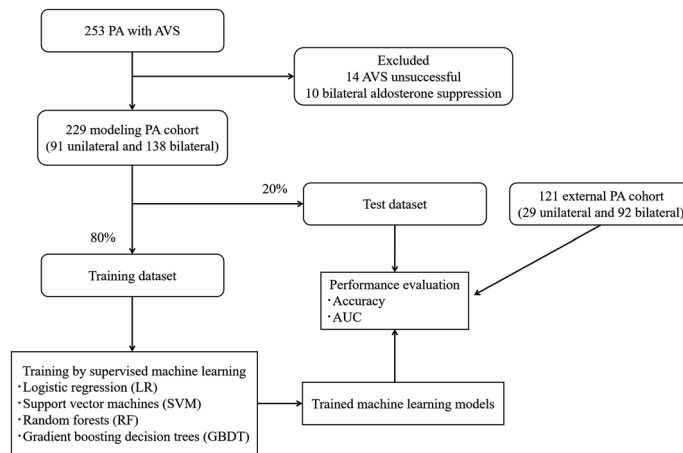 253 PA with AVS
Excluded
14 AVS unsuccessful
10 bilateral aldosterone suppression
229 modeling PA cohort
(91 unilateral and 138 bilateral)
20%
Test dataset
121 external PA cohort
(29 unilateral and 92 bilateral)
80%
Training dataset
Performance evaluation
・Accuracy
・AUC
Training by supervised machine learning
・Logistic regression (LR)
・Support vector machines (SVM)
・Random forests (RF)
・Gradient boosting decision trees (GBDT)
Trained machine learning models